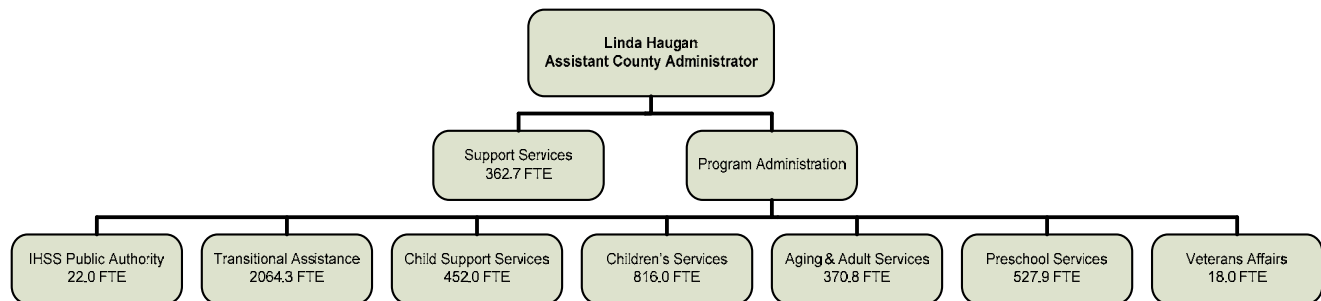 Linda Haugan
Assistant County Administrator
Support Services
362.7 FTE
Program Administration
IHSS Public Authority
22.0 FTE
Transitional Assistance
2064.3 FTE
Child Support Services
452.0 FTE
Children's Services
816.0 FTE
Aging & Adult Services
370.8 FTE
Preschool Services
527.9 FTE
Veterans Affairs
18.0 FTE